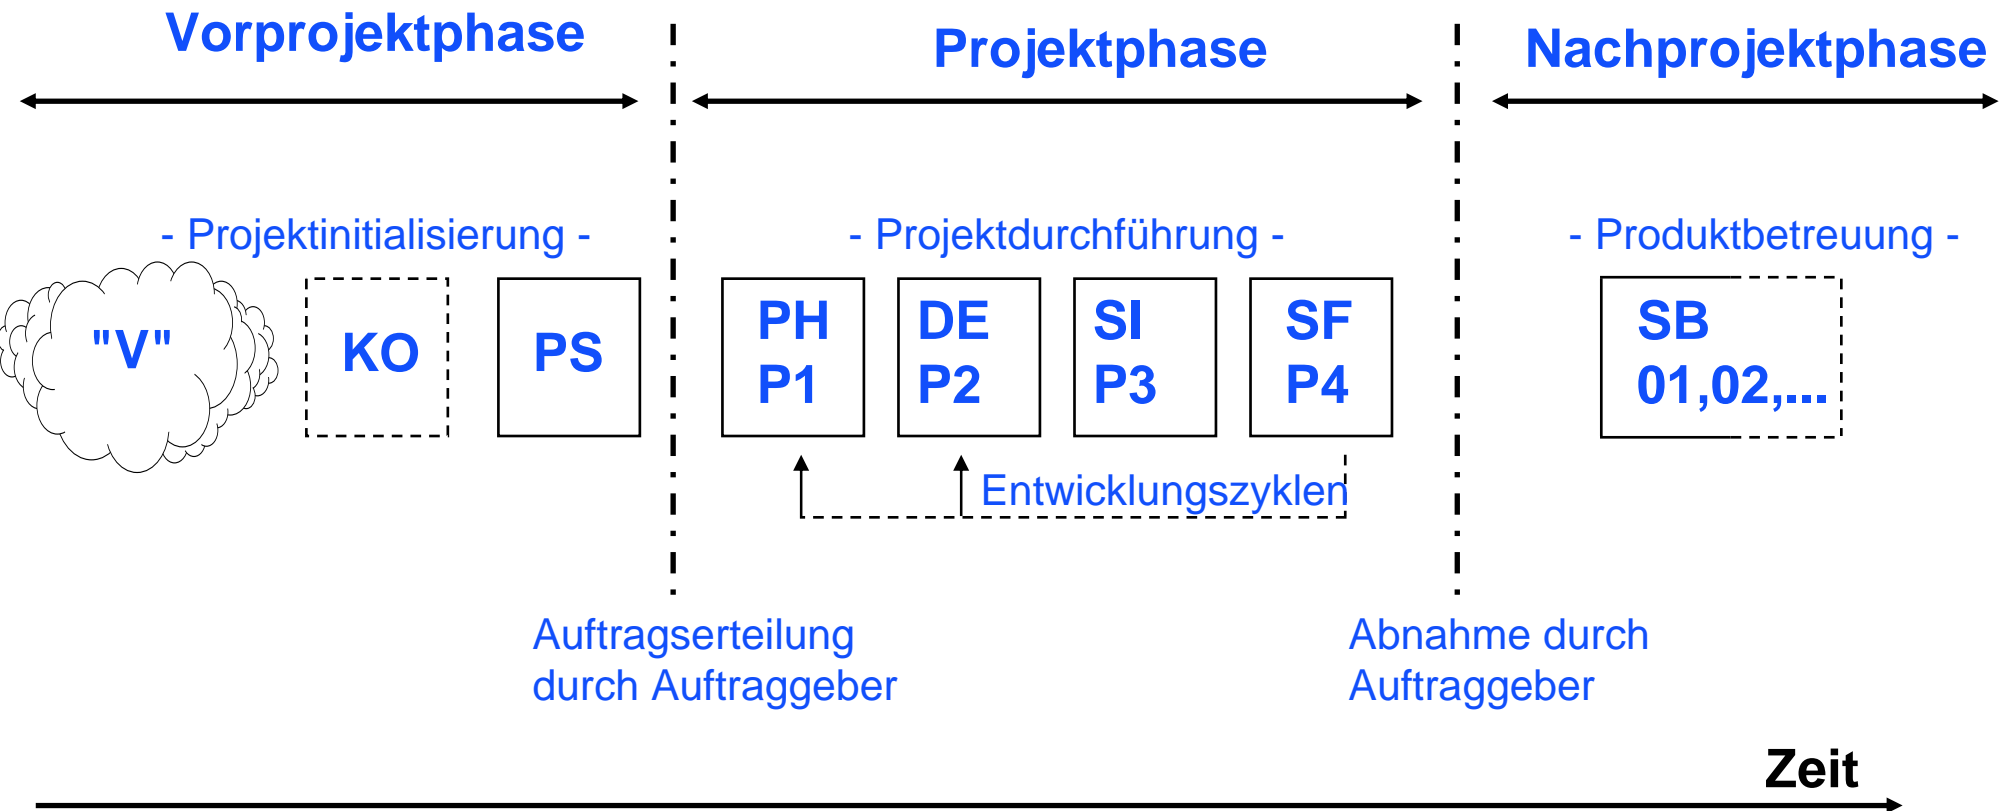 Vorprojektphase
Projektphase
Nachprojektphase
- Projektinitialisierung -
- Projektdurchführung -
- Produktbetreuung -
"V"
KO
PS
PH
P1
DE
P2
SI
P3
SF
P4
SB
01,02,...
Entwicklungszyklen
Auftragserteilung
durch Auftraggeber
Abnahme durch
Auftraggeber
Zeit